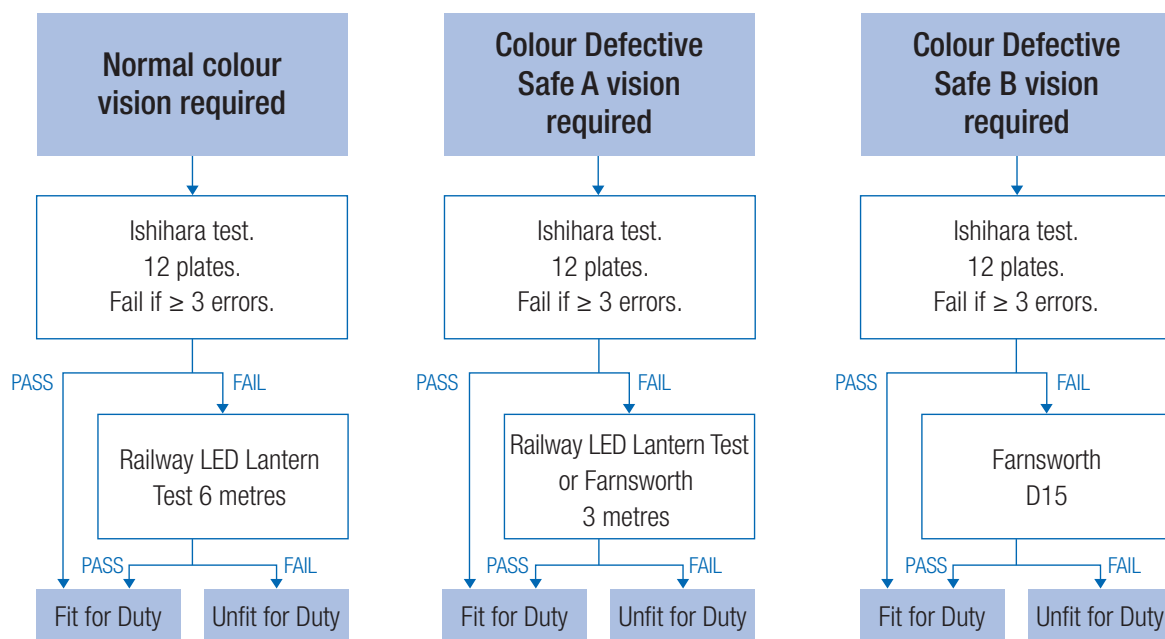 Normal colour
vision required
Ishihara test.
12 plates.
Fail if ≥ 3 errors.
PASS
FAIL
Railway LED Lantern
Test 6 metres
PASS
FAIL
Fit for Duty
Unfit for Duty
Colour Defective
Safe A vision
required
Ishihara test.
12 plates.
Fail if ≥ 3 errors.
PASS
FAIL
Railway LED Lantern Test
or Farnsworth
3 metres
PASS
FAIL
Fit for Duty
Unfit for Duty
Colour Defective
Safe B vision
required
Ishihara test.
12 plates.
Fail if ≥ 3 errors.
PASS
FAIL
Farnsworth
D15
PASS
FAIL
Fit for Duty
Unfit for Duty